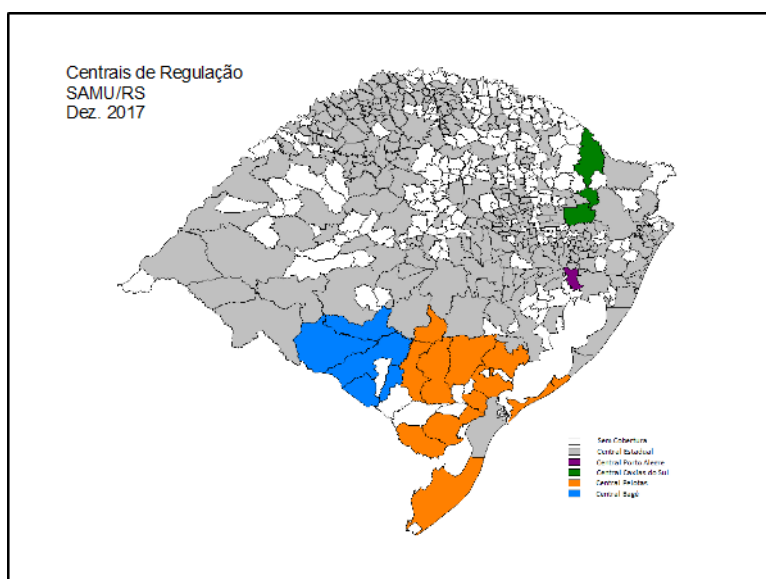 Centrais de Regulação
SAMU/RS
Dez. 2017
Sem Cobertura
Central Estadual
Central Porto Alegre
Central Caxias do Sul
Central Pelotas
Central Bagé